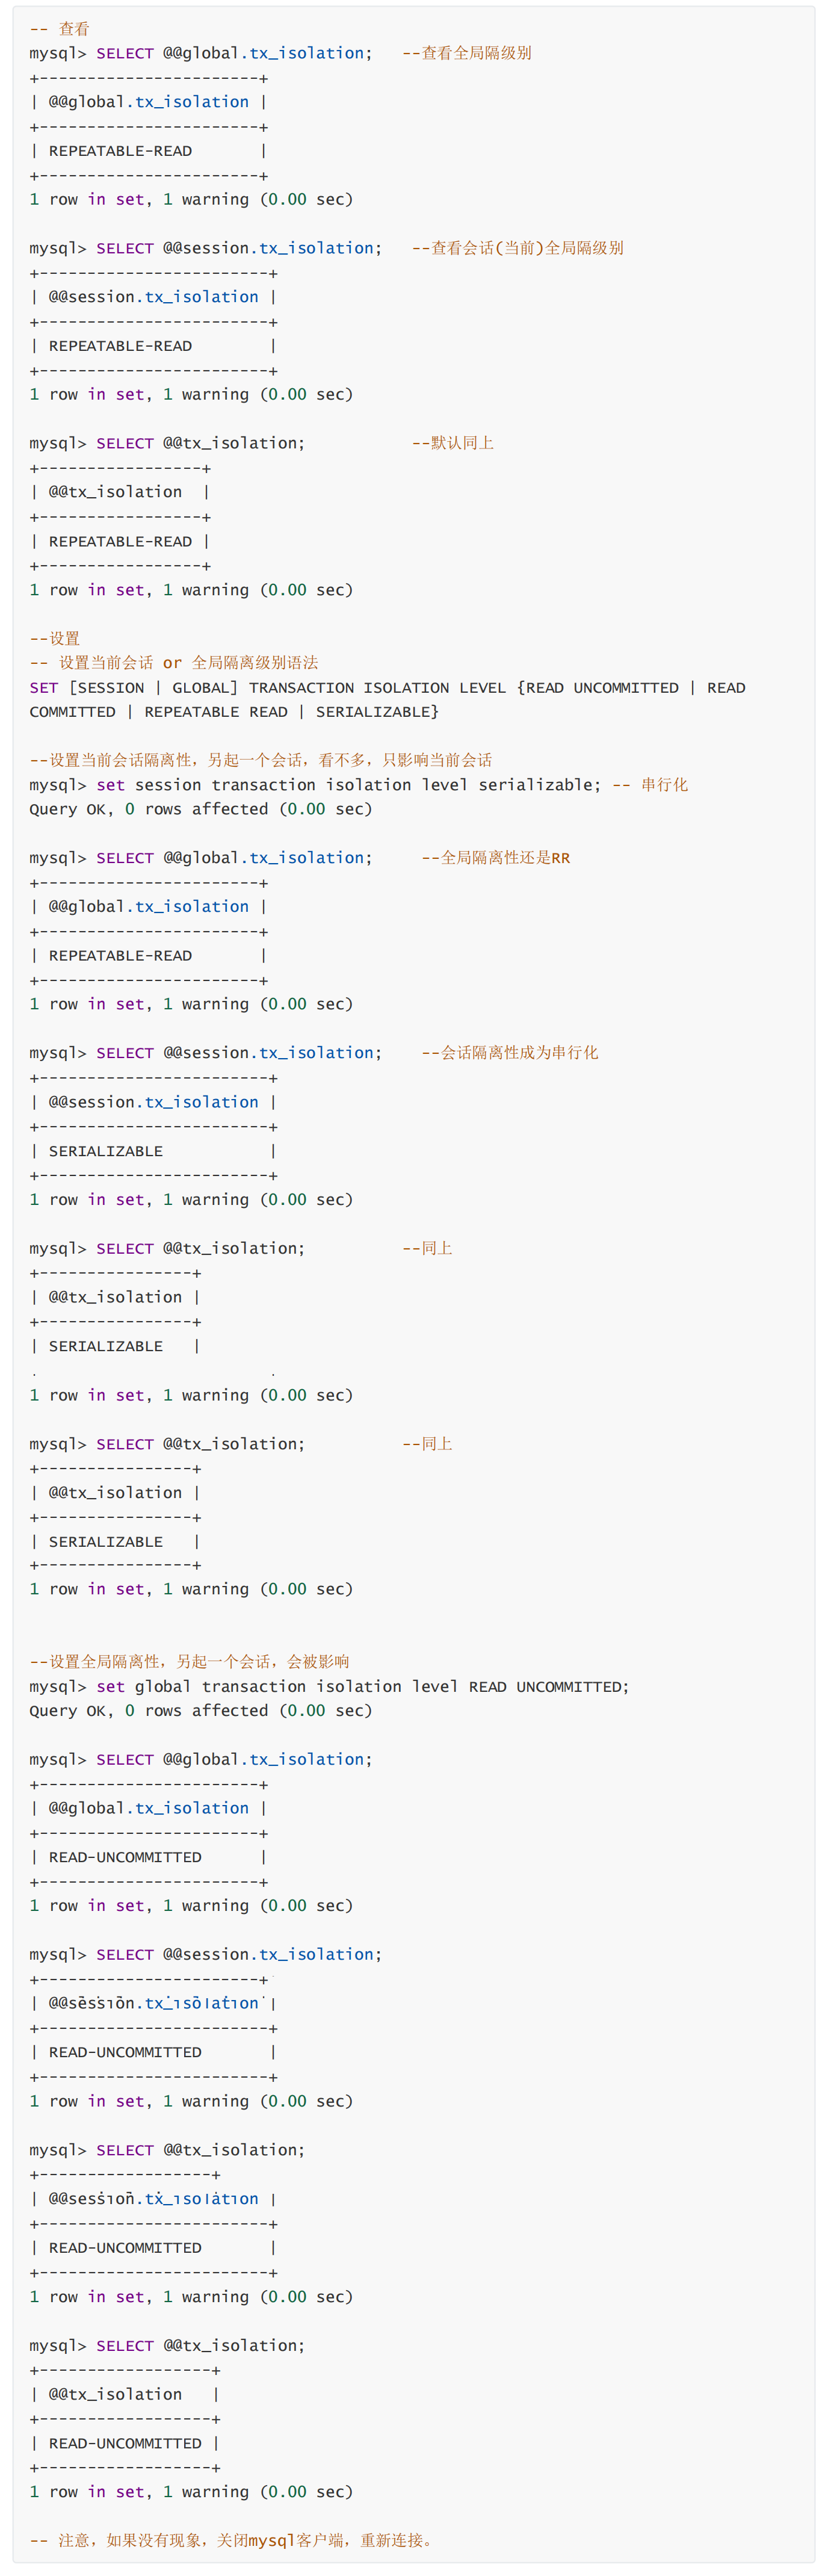 -- 查看
mysql> SELECT @@global.tx_isolation;   --查看全局隔级别
+-----------------------+
| @@global.tx_isolation |
+-----------------------+
| REPEATABLE-READ       |
+-----------------------+
1 row in set, 1 warning (0.00 sec)

mysql> SELECT @@session.tx_isolation;   --查看会话(当前)全局隔级别
+------------------------+
| @@session.tx_isolation |
+------------------------+
| REPEATABLE-READ        |
+------------------------+
1 row in set, 1 warning (0.00 sec)

mysql> SELECT @@tx_isolation;           --默认同上
+-----------------+
| @@tx_isolation  |
+-----------------+
| REPEATABLE-READ |
+-----------------+
1 row in set, 1 warning (0.00 sec)

--设置
-- 设置当前会话 or 全局隔离级别语法
SET [SESSION | GLOBAL] TRANSACTION ISOLATION LEVEL {READ UNCOMMITTED | READ
COMMITTED | REPEATABLE READ | SERIALIZABLE}

--设置当前会话隔离性，另起一个会话，看不多，只影响当前会话
mysql> set session transaction isolation level serializable; -- 串行化
Query OK, 0 rows affected (0.00 sec)

mysql> SELECT @@global.tx_isolation;     --全局隔离性还是RR
+-----------------------+
| @@global.tx_isolation |
+-----------------------+
| REPEATABLE-READ       |
+-----------------------+
1 row in set, 1 warning (0.00 sec)

mysql> SELECT @@session.tx_isolation;    --会话隔离性成为串行化
+------------------------+
| @@session.tx_isolation |
+------------------------+
| SERIALIZABLE           |
+------------------------+
1 row in set, 1 warning (0.00 sec)

mysql> SELECT @@tx_isolation;          --同上
+----------------+
| @@tx_isolation |
+----------------+
| SERIALIZABLE   |
1 row in set, 1 warning (0.00 sec)

mysql> SELECT @@tx_isolation;          --同上
+----------------+
| @@tx_isolation |
+----------------+
| SERIALIZABLE   |
+----------------+
1 row in set, 1 warning (0.00 sec)


--设置全局隔离性，另起一个会话，会被影响
mysql> set global transaction isolation level READ UNCOMMITTED;
Query OK, 0 rows affected (0.00 sec)

mysql> SELECT @@global.tx_isolation;
+-----------------------+
| @@global.tx_isolation |
+-----------------------+
| READ-UNCOMMITTED      |
+-----------------------+
1 row in set, 1 warning (0.00 sec)

mysql> SELECT @@session.tx_isolation;
+-----------------------+
| @@session.tx_isolation |
+------------------------+
| READ-UNCOMMITTED       |
+------------------------+
1 row in set, 1 warning (0.00 sec)

mysql> SELECT @@tx_isolation;
+------------------+
| @@session.tx_isolation |
+------------------------+
| READ-UNCOMMITTED       |
+------------------------+
1 row in set, 1 warning (0.00 sec)

mysql> SELECT @@tx_isolation;
+------------------+
| @@tx_isolation   |
+------------------+
| READ-UNCOMMITTED |
+------------------+
1 row in set, 1 warning (0.00 sec)

-- 注意，如果没有现象，关闭mysql客户端，重新连接。